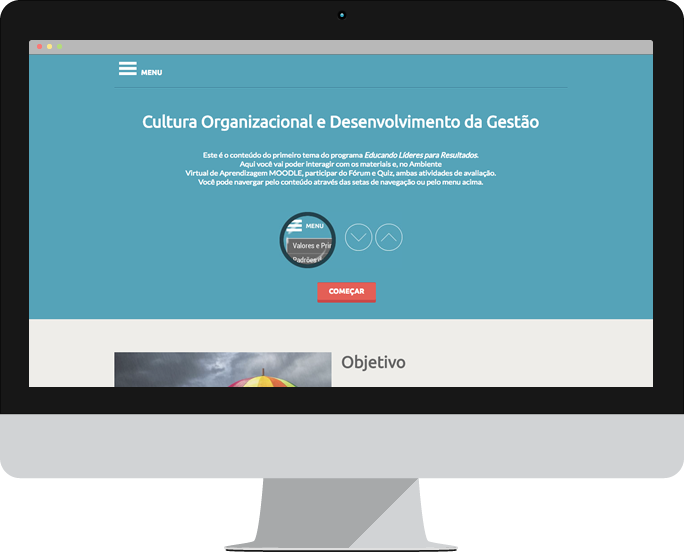 MENU
Cultura Organizacional e Desenvolvimento da Gestão
Este é o conteúdo do primeiro tema do programa Educando Líderes para Resultados.
Aqui você vai poder Interagir com os materiais e, no Ambiente
Virtual de Aprendizagem MOODLE, participar do Fórum e Quiz, ambas atividades de avaliação.
Você pode navergar pelo conteúdo através das setas de navegação ou pelo menu acima.
MENU
Valores e Pri
Padrões
COMEÇAR
Objetivo